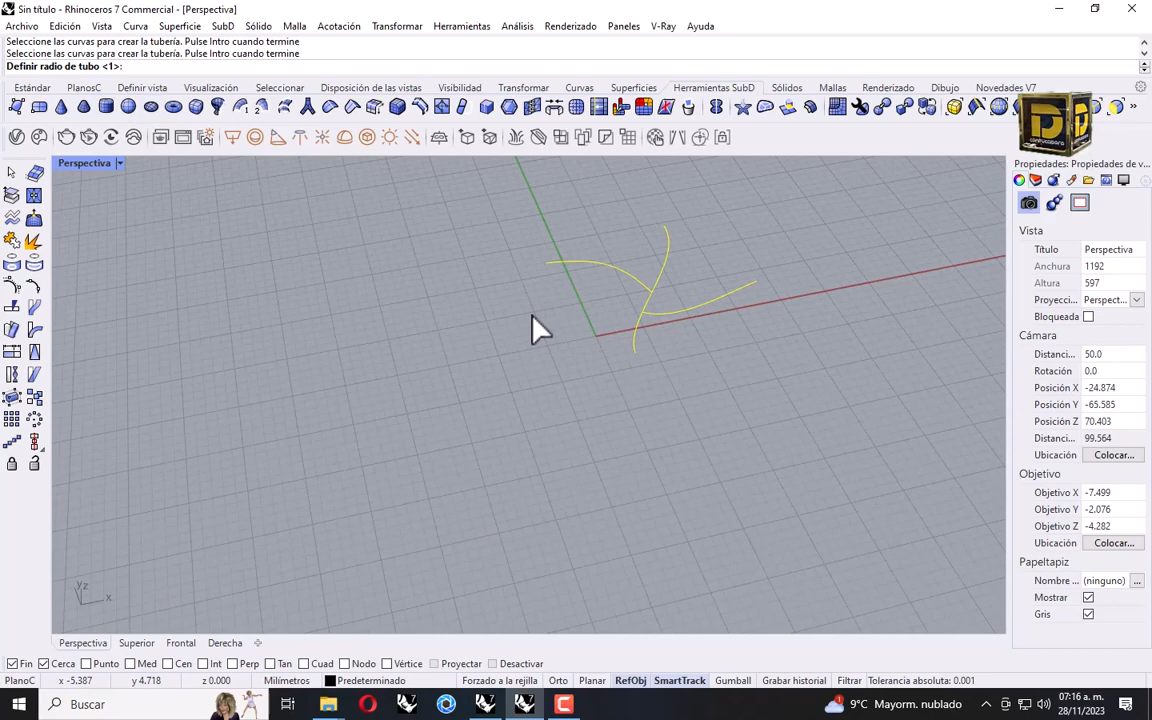 Sin título - Rhinoceros 7 Commercial - [Perspectiva]
Archivo Edición Vista Curva Superficie SubD Sólido Malla Acotación Transformar Herramientas Análisis Renderizado Paneles V-Ray Ayuda
Seleccione las curvas para crear la tubería. Pulse Intro cuando termine
Seleccione las curvas para crear la tubería. Pulse Intro cuando termine
Definir radio de tubo <1>:
Estándar PlanosC Definir vista Visualización Seleccionar Disposición de las vistas Visibilidad Transformar Curvas Superficies Herramientas SubD Sólidos Mallas Renderizado Dibujo Novedades V7
Perspectiva
Propiedades: Propiedades de v...
Vista
Título Perspectiva
Anchura 1192
Altura 597
Proyecci... Perspect...
Bloqueada
Cámara
Distanci... 50.0
Rotación 0.0
Posición X -24.874
Posición Y -65.585
Posición Z 70.403
Distanci... 99.564
Ubicación Colocar...
Objetivo
Objetivo X -7.499
Objetivo Y -2.076
Objetivo Z -4.282
Ubicación Colocar...
Papeltapiz
Nombre ... (ninguno) ...
Mostrar
Gris
z
y
x
Perspectiva Superior Frontal Derecha
Fin Cerca Punto Med Cen Int Perp Tan Cuad Nodo Vértice Proyectar Desactivar
PlanoC x -5.387 y 4.718 z 0.000 Milímetros Predeterminado Forzado a la rejilla Orto Planar RefObj SmartTrack Gumball Grabar historial Filtrar Tolerancia absoluta: 0.001
Buscar
9°C Mayorm. nublado
07:16 a. m.
28/11/2023